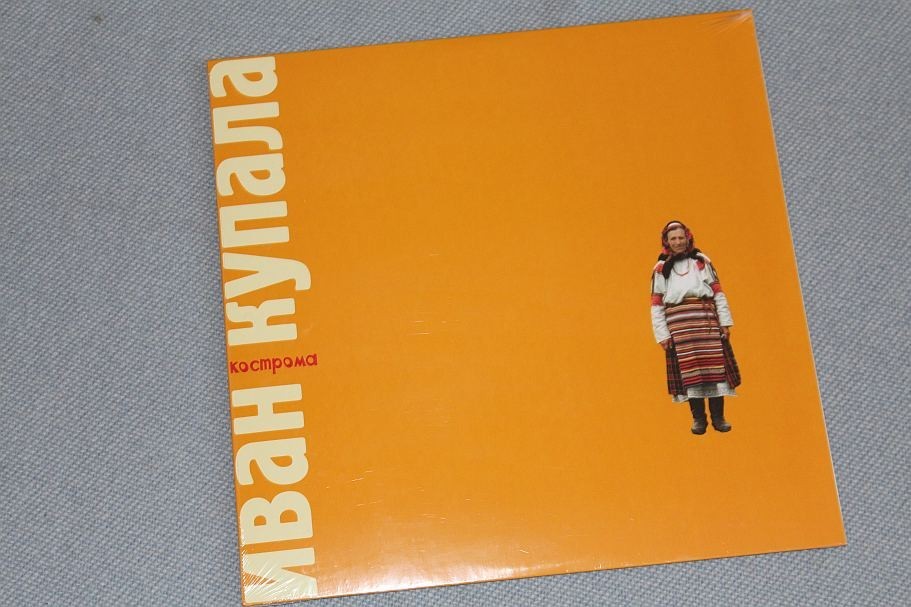 Иван Купала
кострома